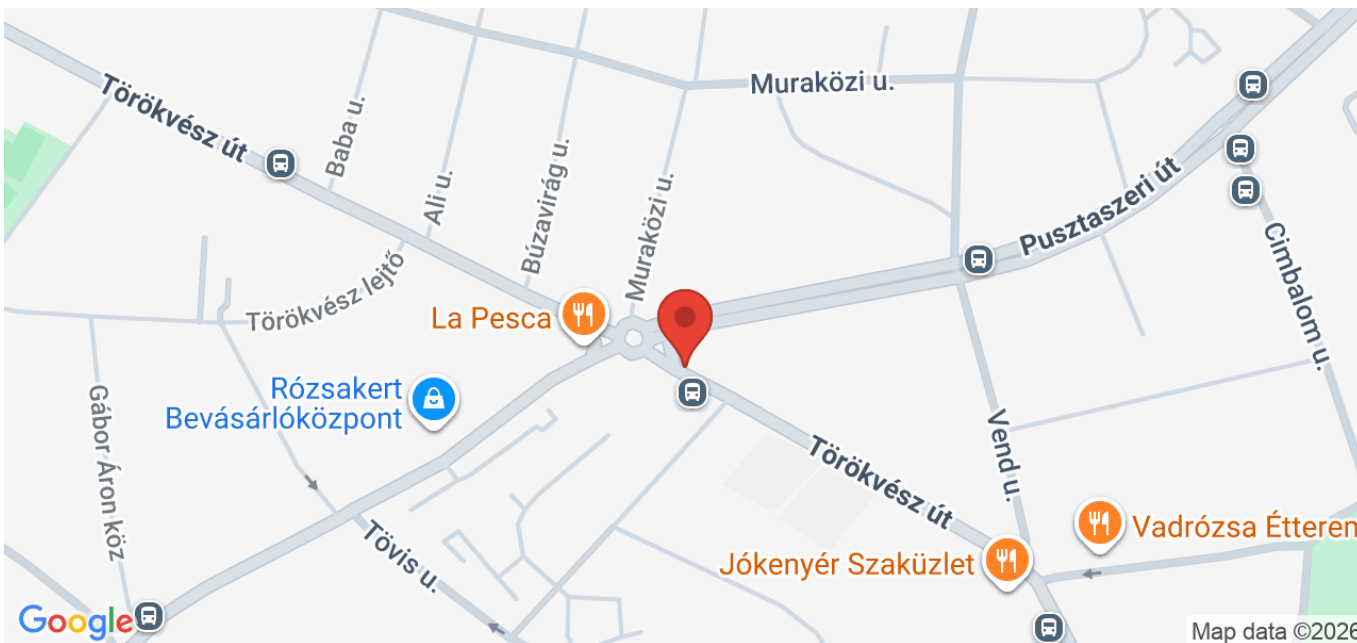 Muraközi u.
Törökvész út
Baba u.
Ali u.
Búzavirág u.
Muraközi u.
Pusztaszeri út
Cimbalom u.
Törökvész lejtő
La Pesca
Rózsakert
Bevásárlóközpont
Gábor Áron köz
Vend u.
Törökvész út
Tövis u.
Vadrózsa Étterem
Jókenyér Szaküzlet
Google
Map data ©2026